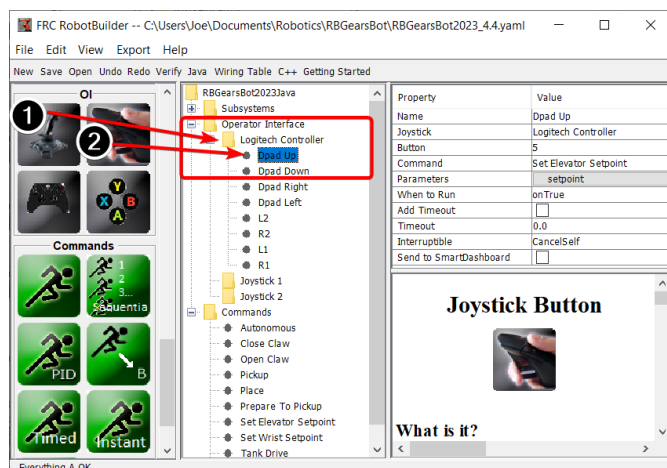 FRC RobotBuilder -- C:\Users\Joe\Documents\Robotics\RBGearsBot\RBGearsBot2023_4.4.yaml
File Edit View Export Help
New Save Open Undo Redo Verify Java Wiring Table C++ Getting Started
OI
1
2
Y
X B
A
Commands
1
2
3...
Sequentia
PID
B
Timed
Instant
RBGearsBot2023Java
Subsystems
Operator Interface
Logitech Controller
Dpad Up
Dpad Down
Dpad Right
Dpad Left
L2
R2
L1
R1
Joystick 1
Joystick 2
Commands
Autonomous
Close Claw
Open Claw
Pickup
Place
Prepare To Pickup
Set Elevator Setpoint
Set Wrist Setpoint
Tank Drive
Property Value
Name Dpad Up
Joystick Logitech Controller
Button 5
Command Set Elevator Setpoint
Parameters setpoint
When to Run onTrue
Add Timeout
Timeout 0.0
Interruptible CancelSelf
Send to SmartDashboard
Joystick Button
What is it?
Everything A OK